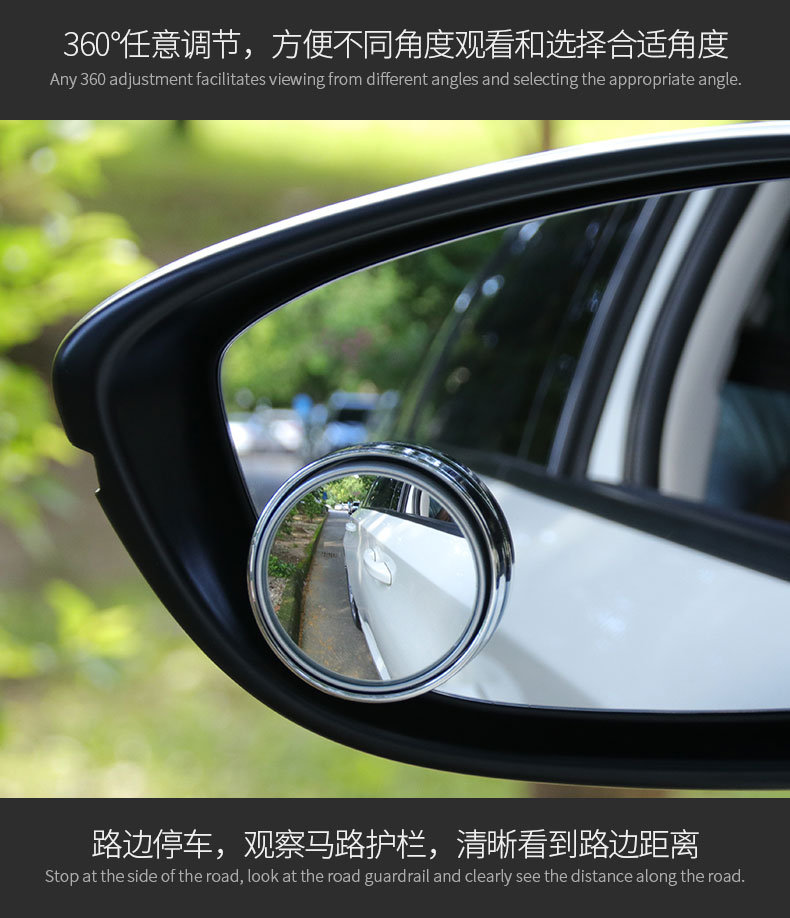 360°任意调节，方便不同角度观看和选择合适角度
Any 360 adjustment facilitates viewing from different angles and selecting the appropriate angle.
路边停车，观察马路护栏，清晰看到路边距离
Stop at the side of the road, look at the road guardrail and clearly see the distance along the road.